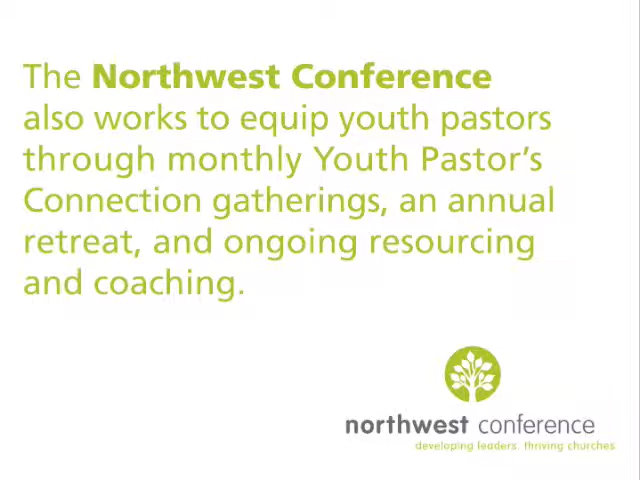 The Northwest Conference
also works to equip youth pastors
through monthly Youth Pastor's
Connection gatherings, an annual
retreat, and ongoing resourcing
and coaching.
northwest conference
developing leaders. thriving churches